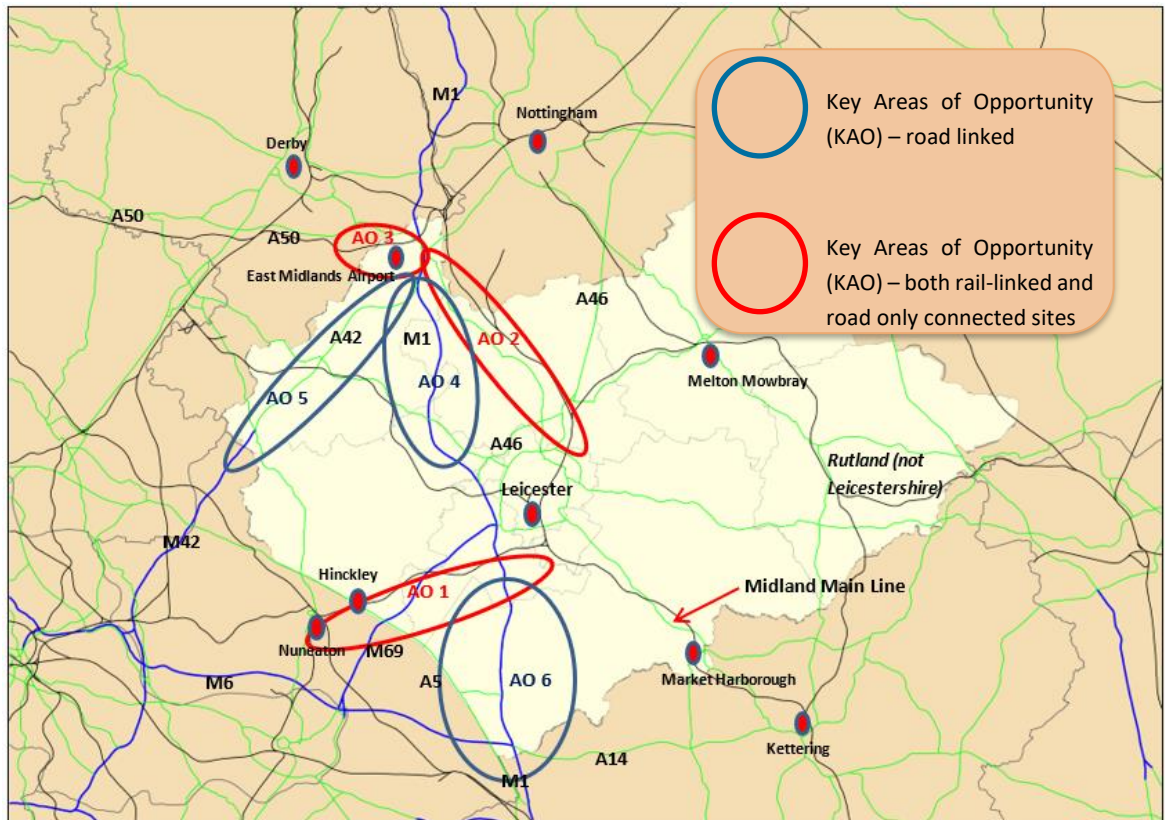 M1
Nottingham
Derby
Key Areas of Opportunity
(KAO) – road linked
A50
A50
AO 3
East Midlands Airport
Key Areas of Opportunity
(KAO) – both rail-linked and
road only connected sites
A46
A42
M1
AO 2
Melton Mowbray
AO 5
AO 4
A46
Rutland (not
Leicestershire)
Leicester
M42
Hinckley
AO 1
Midland Main Line
Nuneaton
M69
M6
A5
AO 6
Market Harborough
Kettering
A14
M1